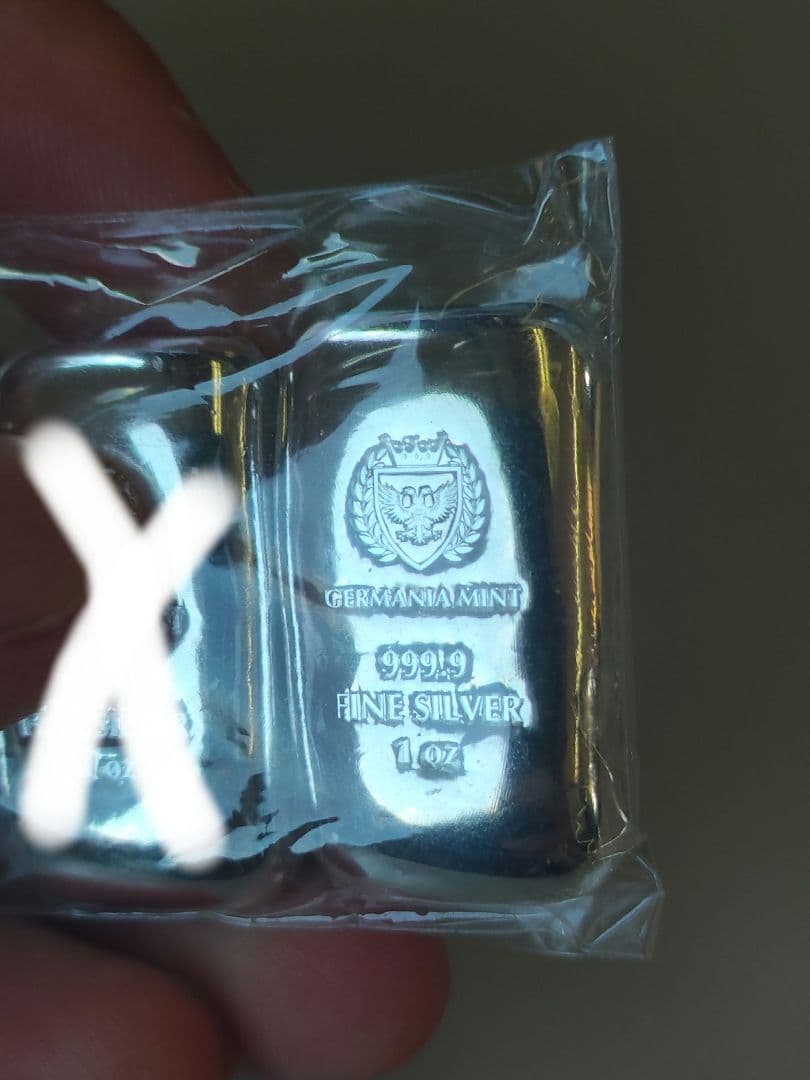 GERMANIA MINT
999.9
FINE SILVER
1 oz